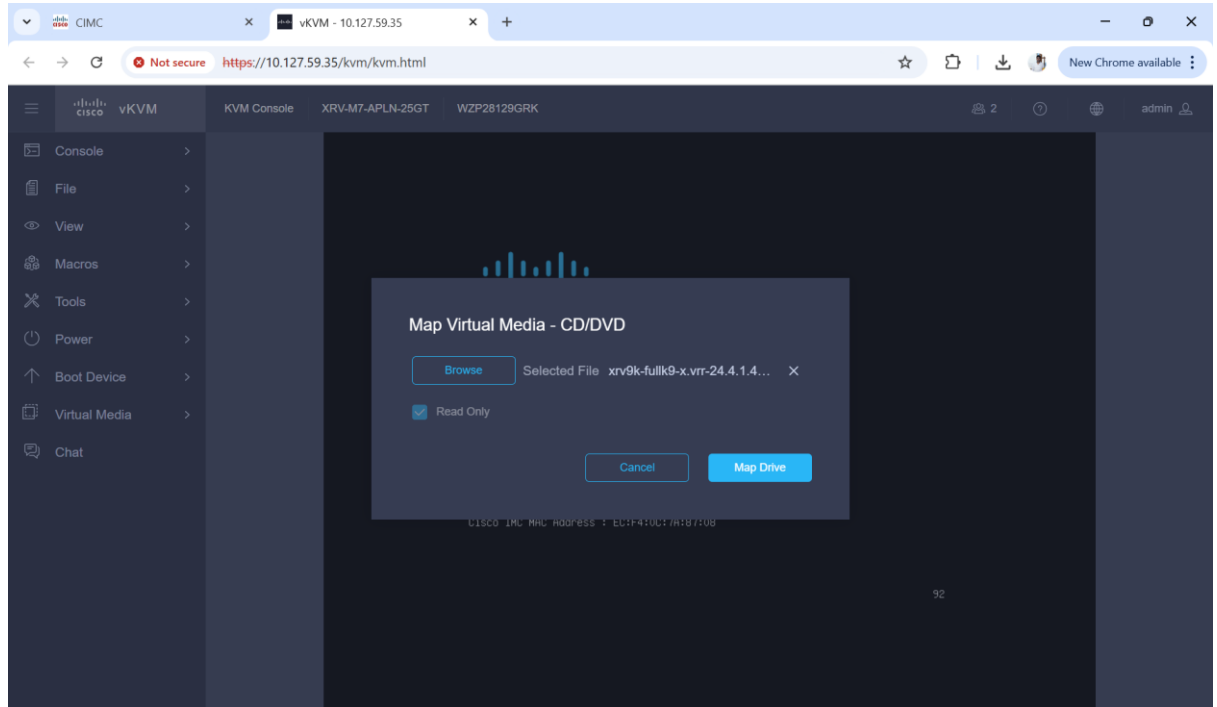 CIMC
vKVM - 10.127.59.35
Not secure https://10.127.59.35/kvm/kvm.html
New Chrome available
cisco vKVM KVM Console XRV-M7-APLN-25GT WZP28129GRK 2 admin
Console
File
View
Macros
Tools
Power
Boot Device
Virtual Media
Chat
Map Virtual Media - CD/DVD
Browse Selected File xrv9k-fullk9-x.vrr-24.4.1.4...
Read Only
Cancel Map Drive
Cisco IMC MAC Address : EC:F4:0C:7A:87:08
92